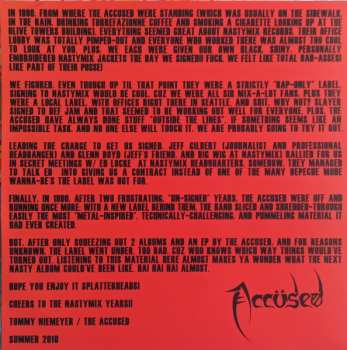 IN 1990, FROM WHERE THE ACCUSED WERE STANDING (WHICH WAS USUALLY ON THE SIDEWALK,
IN THE RAIN, DRINKING TORREFAZIONE COFFEE AND SMOKING A CIGARETTE LOOKING UP AT THE
OLIVE TOWERS BUILDING), EVERYTHING SEEMED GREAT ABOUT NASTYMIX RECORDS. THEIR OFFICE
LOBBY WAS TOTALLY PIMPED-OUT AND EVERYONE WHO WORKED THERE WAS ALMOST TOO COOL
TO LOOK AT YOU. PLUS, WE EACH WERE GIVEN OUR OWN BLACK, SHINY, PERSONALLY
EMBROIDERED NASTYMIX JACKETS THE DAY WE SIGNED! FUCK, WE FELT LIKE TOTAL BAD-ASSES!
LIKE PART OF THEIR POSSE!
WE FIGURED, EVEN THOUGH UP TIL THAT POINT THEY WERE A STRICTLY "RAP-ONLY" LABEL,
SIGNING TO NASTYMIX WOULD BE GOOD, COZ WE WERE ALL SIR MIX-A-LOT FANS, PLUS THEY
WERE A LOCAL LABEL, WITH OFFICES RIGHT THERE IN SEATTLE, AND SHIT, WHY NOT? SLAYER
SIGNED TO DEF JAM AND THAT SEEMED TO BE WORKING OUT WELL FOR EVERYONE. PLUS, THE
ACCUSED HAVE ALWAYS DONE STUFF "OUTSIDE THE LINES". IF SOMETHING SEEMS LIKE AN
IMPOSSIBLE TASK, AND NO ONE ELSE WILL TOUCH IT, WE ARE PROBABLY GOING TO TRY IT OUT.
LEADING THE CHARGE TO GET US SIGNED, JEFF GILBERT (JOURNALIST AND PROFESSIONAL
HEADBANGER) AND GLENN BOYD (JEFF'S FRIEND, AND BIG WIG AT NASTYMIX) RALLIED FOR US
IN SECRET MEETINGS W/ ED LOCKE AT NASTYMIX HEADQUARTERS. SOMEHOW, THEY MANAGED
TO TALK ED INTO GIVING US A CONTRACT INSTEAD OF ONE THE MANY DEPECHE MODE
WANNA-BE'S THE LABEL WAS HOT FOR.
FINALLY, IN 1990, AFTER TWO FROSTRATING, "UN-SIGNED" YEARS, THE ACCUSED WERE OFF AND
RUNNING ONCE MORE; WITH A NEW LABEL BEHIND THEM, THE BAND SLICED AND SHREDDED-THROUGH
EASILY THE MOST "METAL-INSPIRED", TECHNICALLY-CHALLENGING, AND PUMMELING MATERIAL IT
HAD EVER CREATED.
BUT, AFTER ONLY SQUEEZING OUT 2 ALBUMS AND AN EP BY THE ACCUSED, AND FOR REASONS
UNKNOWN, THE LABEL WENT UNDER. TOO BAD, COZ WHO KNOWS WHICH WAY THINGS WOULD'VE
TURNED OUT. LISTENING TO THIS MATERIAL HERE ALMOST MAKES YA WONDER WHAT THE NEXT
NASTY ALBUM COULD'VE BEEN LIKE. HAI HAI HAI ALMOST.
HOPE YOU ENJOY IT SPLATTERHEADS!
CHEERS TO THE NASTYMIX YEARS!!
TOMMY NIEMEYER / THE ACCUSED
SUMMER 2010
Accüsed